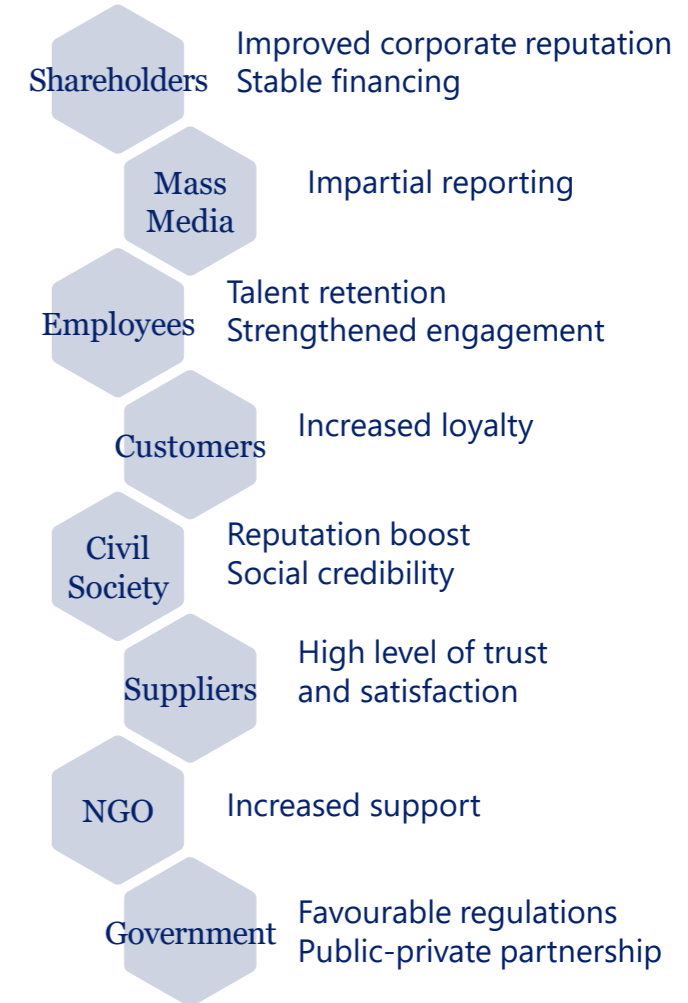 Shareholders
Improved corporate reputation
Stable financing
Mass
Media
Impartial reporting
Employees
Talent retention
Strengthened engagement
Customers
Increased loyalty
Civil
Society
Reputation boost
Social credibility
Suppliers
High level of trust
and satisfaction
NGO
Increased support
Government
Favourable regulations
Public-private partnership